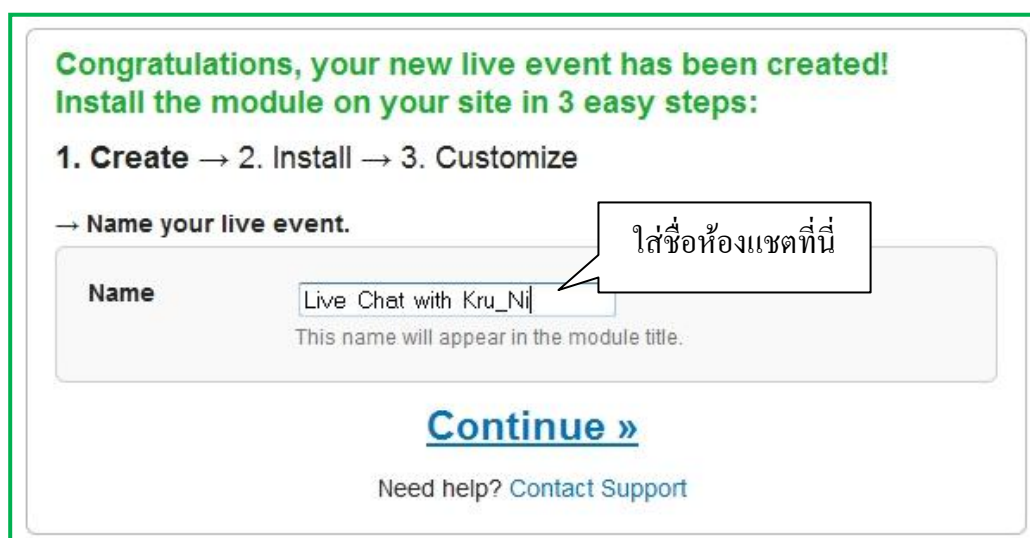 Congratulations, your new live event has been created!
Install the module on your site in 3 easy steps:
1. Create → 2. Install → 3. Customize
→ Name your live event.
ใส่ชื่อห้องแชตที่นี่
Name
Live Chat with Kru_Ni
This name will appear in the module title.
Continue »
Need help? Contact Support